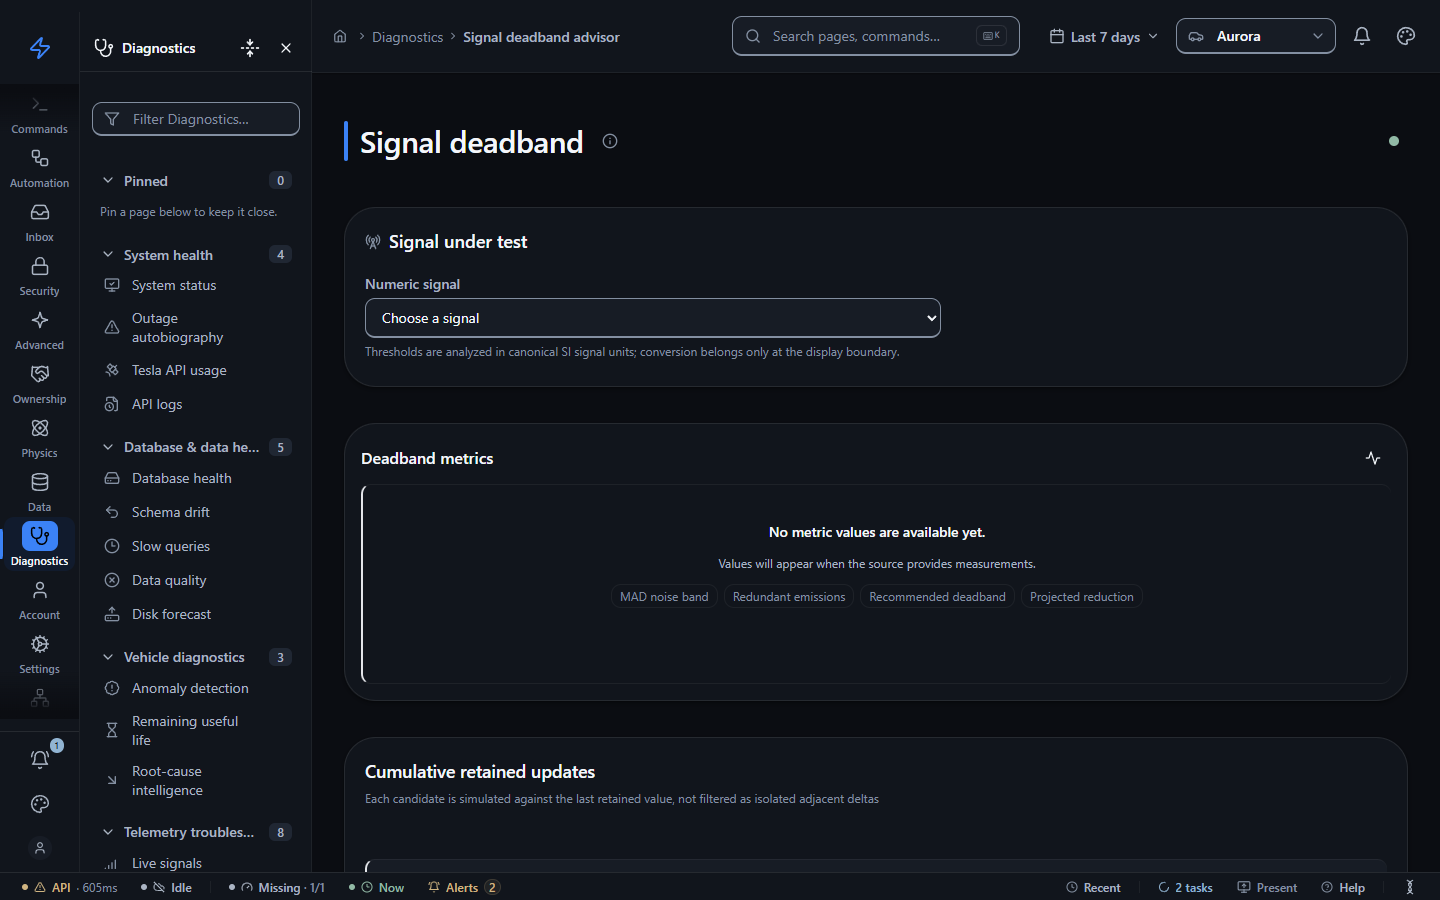 Diagnostics
Diagnostics
Signal deadband advisor
Search pages, commands...
K
Last 7 days
Aurora
Commands
Automation
Inbox
Security
Advanced
Ownership
Physics
Data
Diagnostics
Account
Settings
1
Filter Diagnostics...
Pinned
0
Pin a page below to keep it close.
System health
4
System status
Outage
autobiography
Tesla API usage
API logs
Database & data he...
5
Database health
Schema drift
Slow queries
Data quality
Disk forecast
Vehicle diagnostics
3
Anomaly detection
Remaining useful
life
Root-cause
intelligence
Telemetry troubles...
8
Live signals
Signal deadband
Signal under test
Numeric signal
Choose a signal
Thresholds are analyzed in canonical SI signal units; conversion belongs only at the display boundary.
Deadband metrics
No metric values are available yet.
Values will appear when the source provides measurements.
MAD noise band
Redundant emissions
Recommended deadband
Projected reduction
Cumulative retained updates
Each candidate is simulated against the last retained value, not filtered as isolated adjacent deltas
API · 605ms
Idle
Missing · 1/1
Now
Alerts 2
Recent
2 tasks
Present
Help